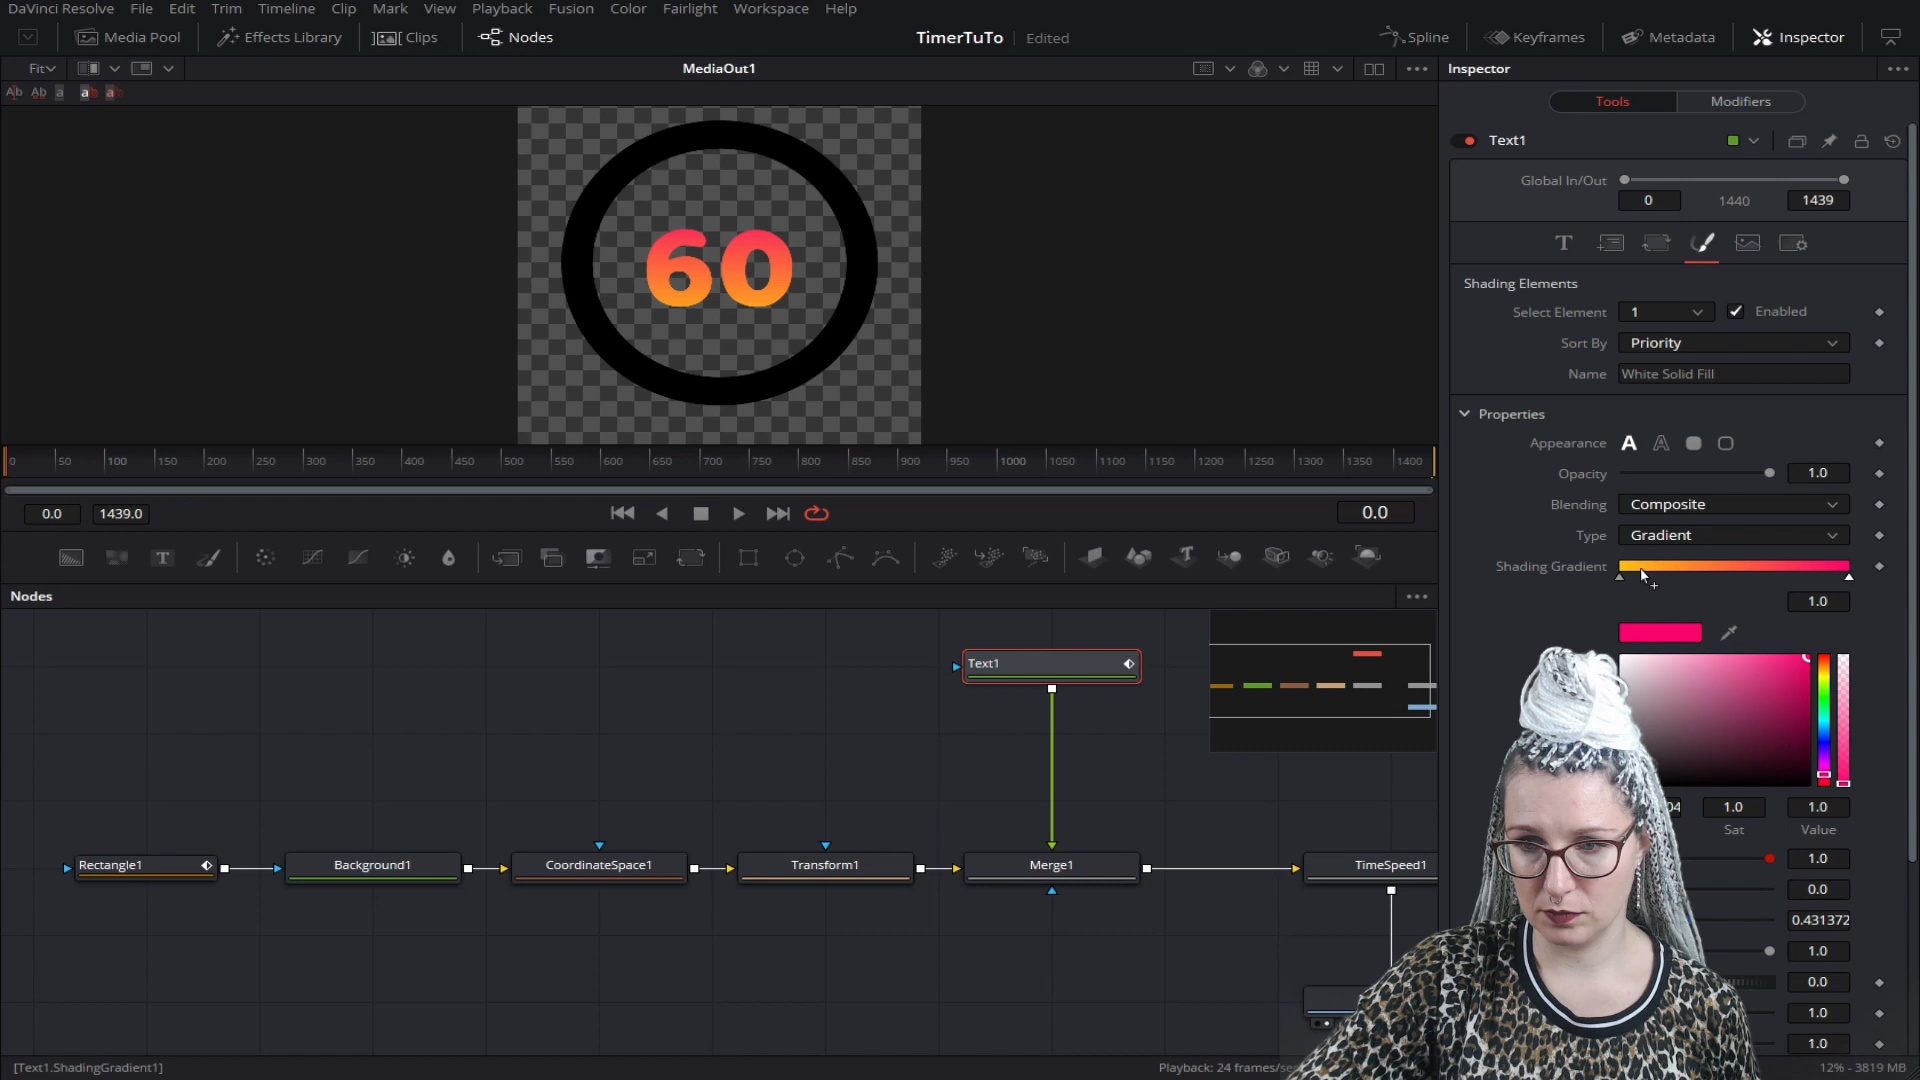 DaVinci Resolve File Edit Trim Timeline Clip Mark View Playback Fusion Color Fairlight Workspace Help
Media Pool Effects Library Clips Nodes TimerTuTo Edited Spline Keyframes Metadata Inspector
Fit MediaOut1 Inspector
Tools Modifiers
Text1
Global In/Out
0 1440 1439
60
Shading Elements
Select Element 1 Enabled
Sort By Priority
Name White Solid Fill
Properties
Appearance
Opacity 1.0
Blending Composite
Type Gradient
Shading Gradient
1.0
0 50 100 150 200 250 300 350 400 450 500 550 600 650 700 750 800 850 900 950 1000 1050 1100 1150 1200 1250 1300 1350 1400
0.0 1439.0 0.0
Nodes
Text1
Rectangle1 Background1 CoordinateSpace1 Transform1 Merge1 TimeSpeed1
1.0 1.0
Sat Value
1.0
0.0
0.431372
1.0
0.0
1.0
1.0
[Text1.ShadingGradient1] Playback: 24 frames/se 12% - 3819 MB